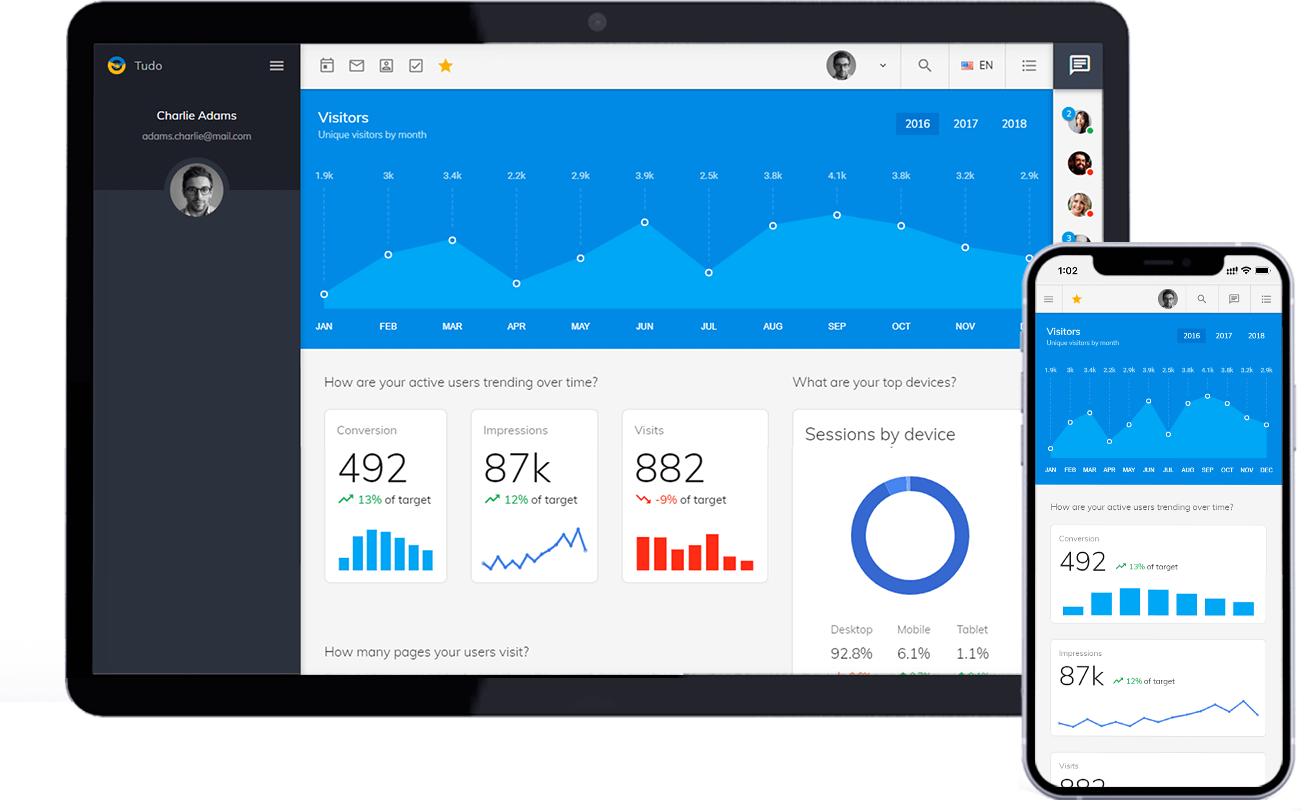 Tudo
Charlie Adams
adams.charlie@mail.com
EN
Visitors
Unique visitors by month
2016 2017 2018
1.9k 3k 3.4k 2.2k 2.9k 3.9k 2.5k 3.8k 4.1k 3.8k 3.2k 2.9k
JAN FEB MAR APR MAY JUN JUL AUG SEP OCT NOV
2
3
How are your active users trending over time?
Conversion
492
13% of target
Impressions
87k
12% of target
Visits
882
-9% of target
What are your top devices?
Sessions by device
Desktop Mobile Tablet
92.8% 6.1% 1.1%
How many pages your users visit?
1:02
Visitors
Unique visitors by month
2016 2017 2018
1.9k 3k 3.4k 2.2k 2.9k 3.9k 2.5k 3.8k 4.1k 3.8k 3.2k 2.9k
JAN FEB MAR APR MAY JUN JUL AUG SEP OCT NOV DEC
How are your active users trending over time?
Conversion
492
13% of target
Impressions
87k
12% of target
Visits
882